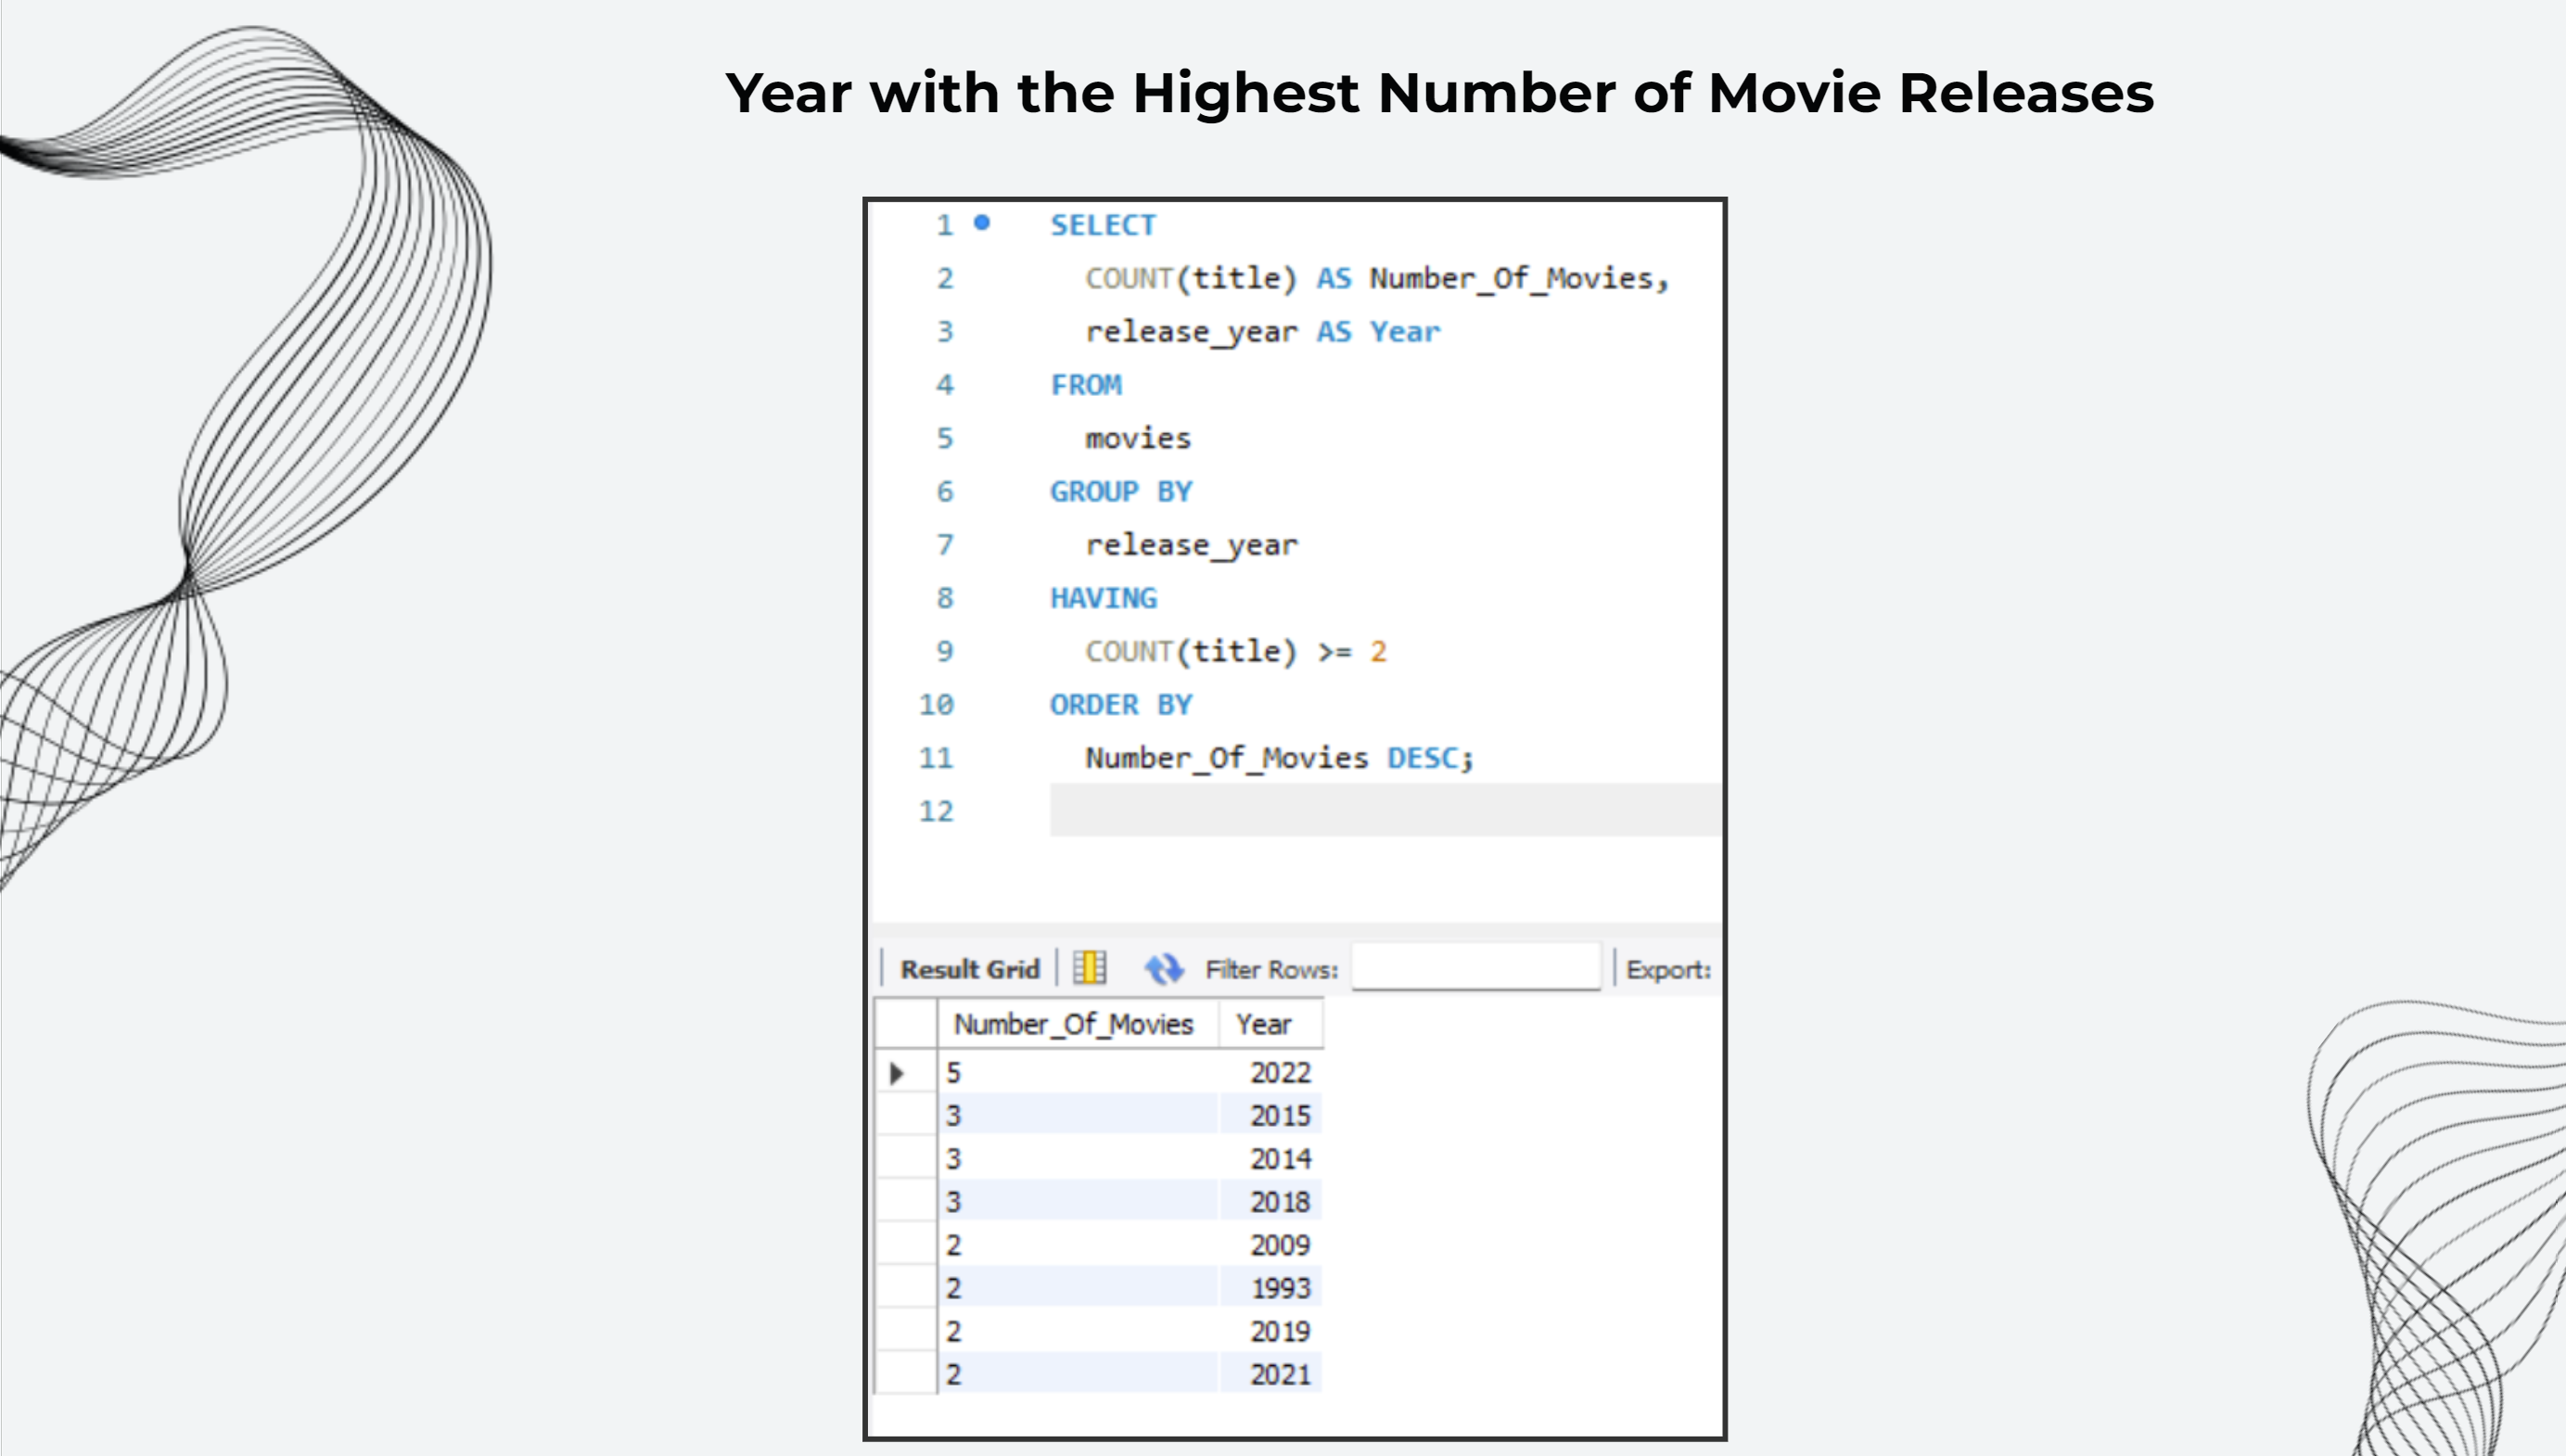 Year with the Highest Number of Movie Releases
1 SELECT
2 COUNT(title) AS Number_Of_Movies,
3 release_year AS Year
4 FROM
5 movies
6 GROUP BY
7 release_year
8 HAVING
9 COUNT(title) >= 2
10 ORDER BY
11 Number_Of_Movies DESC;
12
Result Grid Filter Rows: Export:
Number_Of_Movies Year
5 2022
3 2015
3 2014
3 2018
2 2009
2 1993
2 2019
2 2021